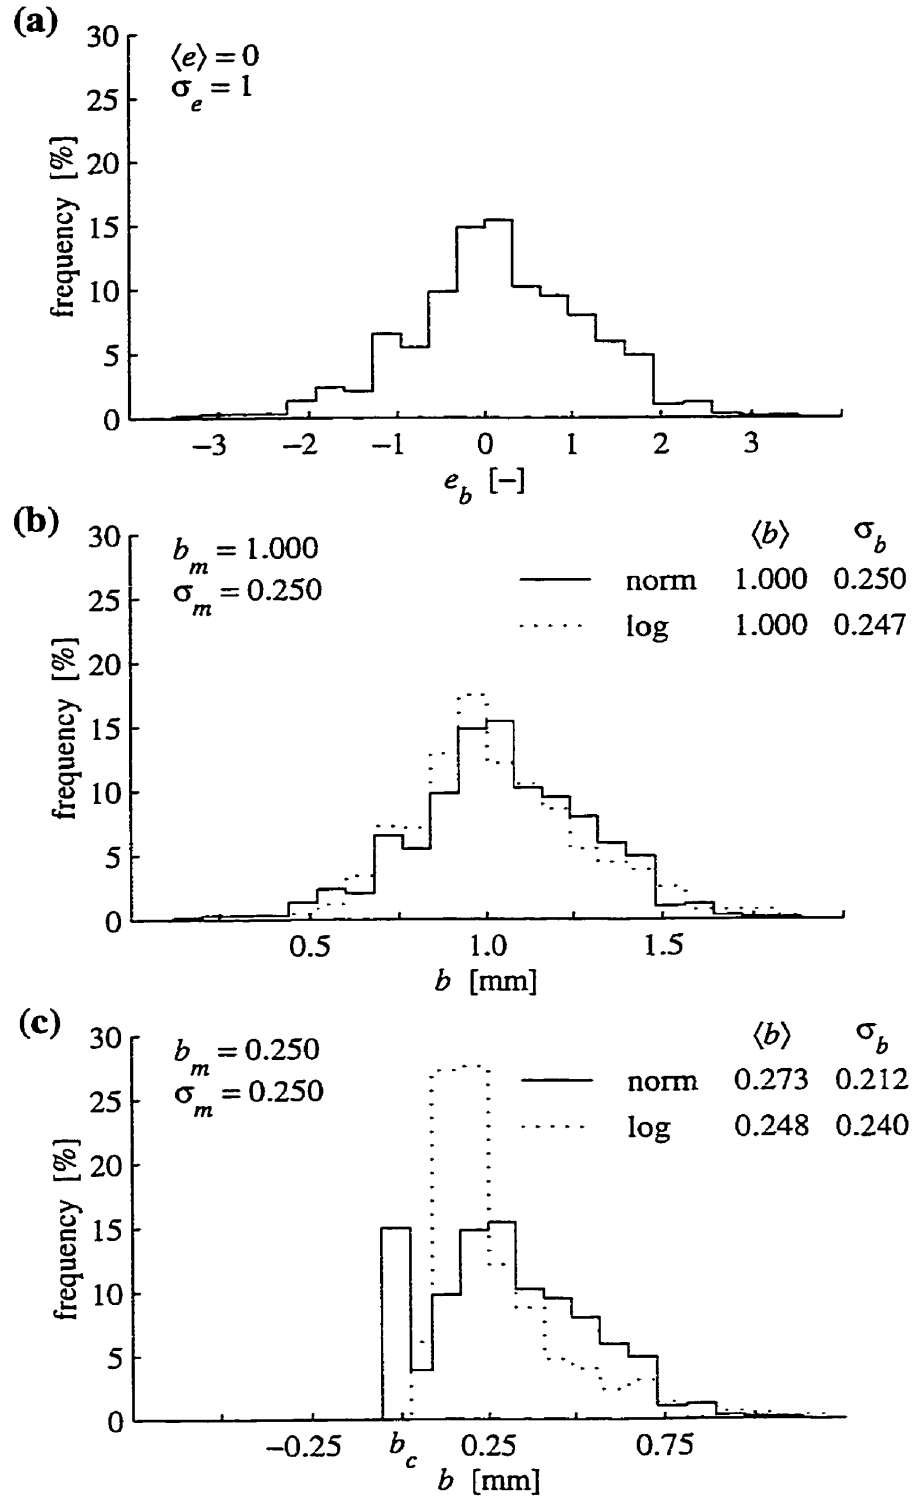 (a)
30
25
20
15
10
5
0
frequency [%]
⟨e⟩ = 0
σ_e = 1
−3 −2 −1 0 1 2 3
e_b [−]
(b)
30
25
20
15
10
5
0
frequency [%]
b_m = 1.000
σ_m = 0.250
⟨b⟩ σ_b
norm 1.000 0.250
log 1.000 0.247
0.5 1.0 1.5
b [mm]
(c)
30
25
20
15
10
5
0
frequency [%]
b_m = 0.250
σ_m = 0.250
⟨b⟩ σ_b
norm 0.273 0.212
log 0.248 0.240
−0.25 b_c 0.25 0.75
b [mm]